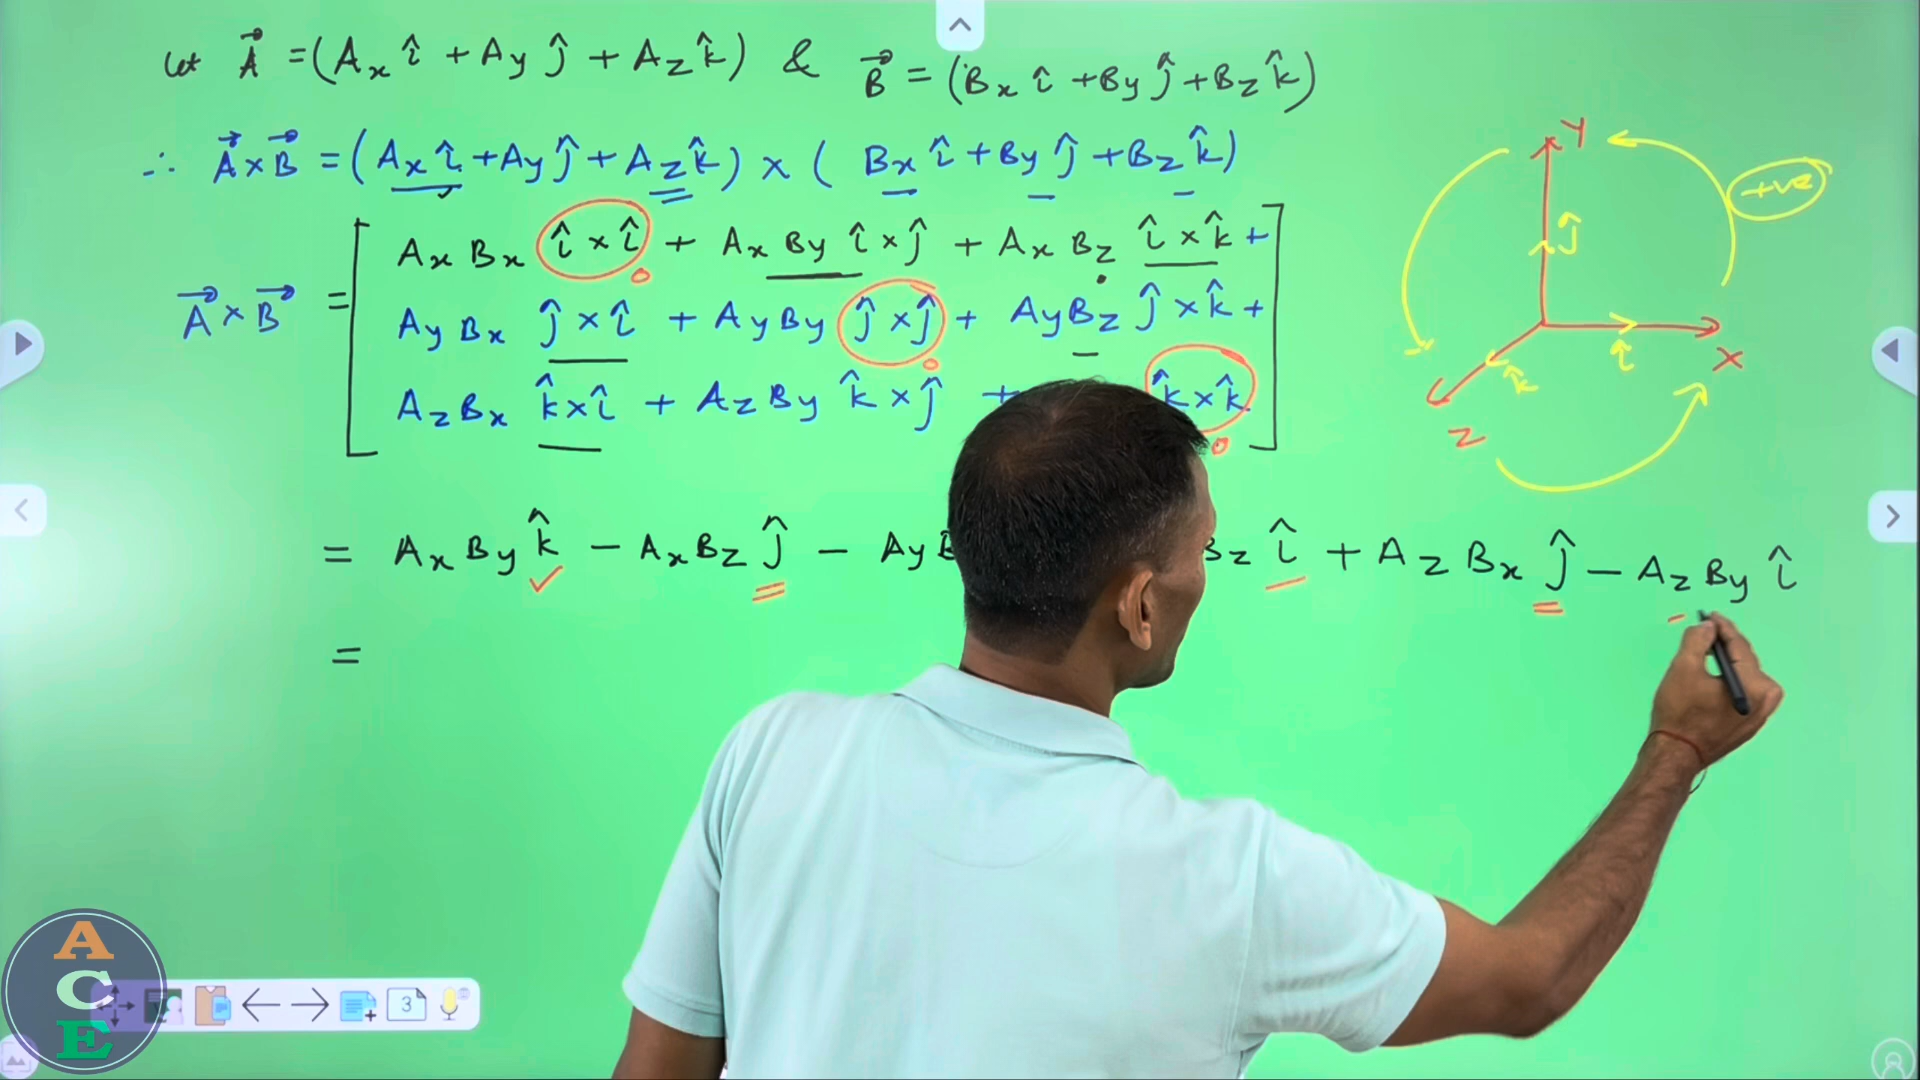 Let A⃗ = (Aₓ î + Ay ĵ + Az k̂) & B⃗ = (Bₓ î + By ĵ + Bz k̂)
∴ A⃗ × B⃗ = (Aₓ î + Ay ĵ + Az k̂) × (Bₓ î + By ĵ + Bz k̂)
Aₓ Bₓ î × î + Aₓ By î × ĵ + Aₓ Bz î × k̂ +
0
A⃗ × B⃗ =
Ay Bₓ ĵ × î + Ay By ĵ × ĵ + Ay Bz ĵ × k̂ +
0
Az Bₓ k̂ × î + Az By k̂ × ĵ + k̂ × k̂
0
= Aₓ By k̂ − Aₓ Bz ĵ − Ay Bz î + Az Bₓ ĵ − Az By î
=
Y
+ve
ĵ
î
X
k̂
Z
3
A
C
E